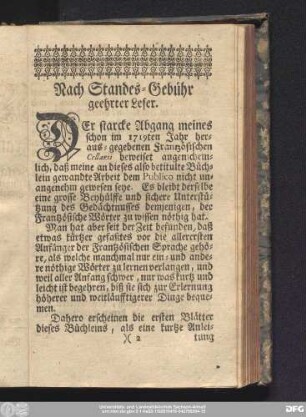 Nach Standes-Gebühr
geehrter Leser.
DEr starcke Abgang meines
schon im 1719ten Jahr her-
aus-gegebenen Frantzösischen
Cellarii beweiset angenehm-
lich, daß meine an dieses also betitulte Büch-
lein gewandte Arbeit dem Publico nicht un-
angenehm gewesen seye. Es bleibt derselbe
eine grosse Beyhülffe und sichere Unterstü-
tzung des Gedächtnusses demjenigen, der
Frantzösische Wörter zu wissen nöthig hat.
Man hat aber seit der Zeit befunden, daß
etwas kürtzer gefaßtes vor die allerersten
Anfänger der Frantzösischen Sprache gehö-
re, als welche manchmal nur ein- und ande-
re nöthige Wörter zu lernen verlangen, und
weil aller Anfang schwer, nur was kurtz und
leicht ist begehren, biß sie sich zur Erlernung
höherer und weitläufftigerer Dinge beque-
men.
Dahero erscheinen die ersten Blätter
dieses Büchleins, als eine kurtze Anlei-
)( 2 tung